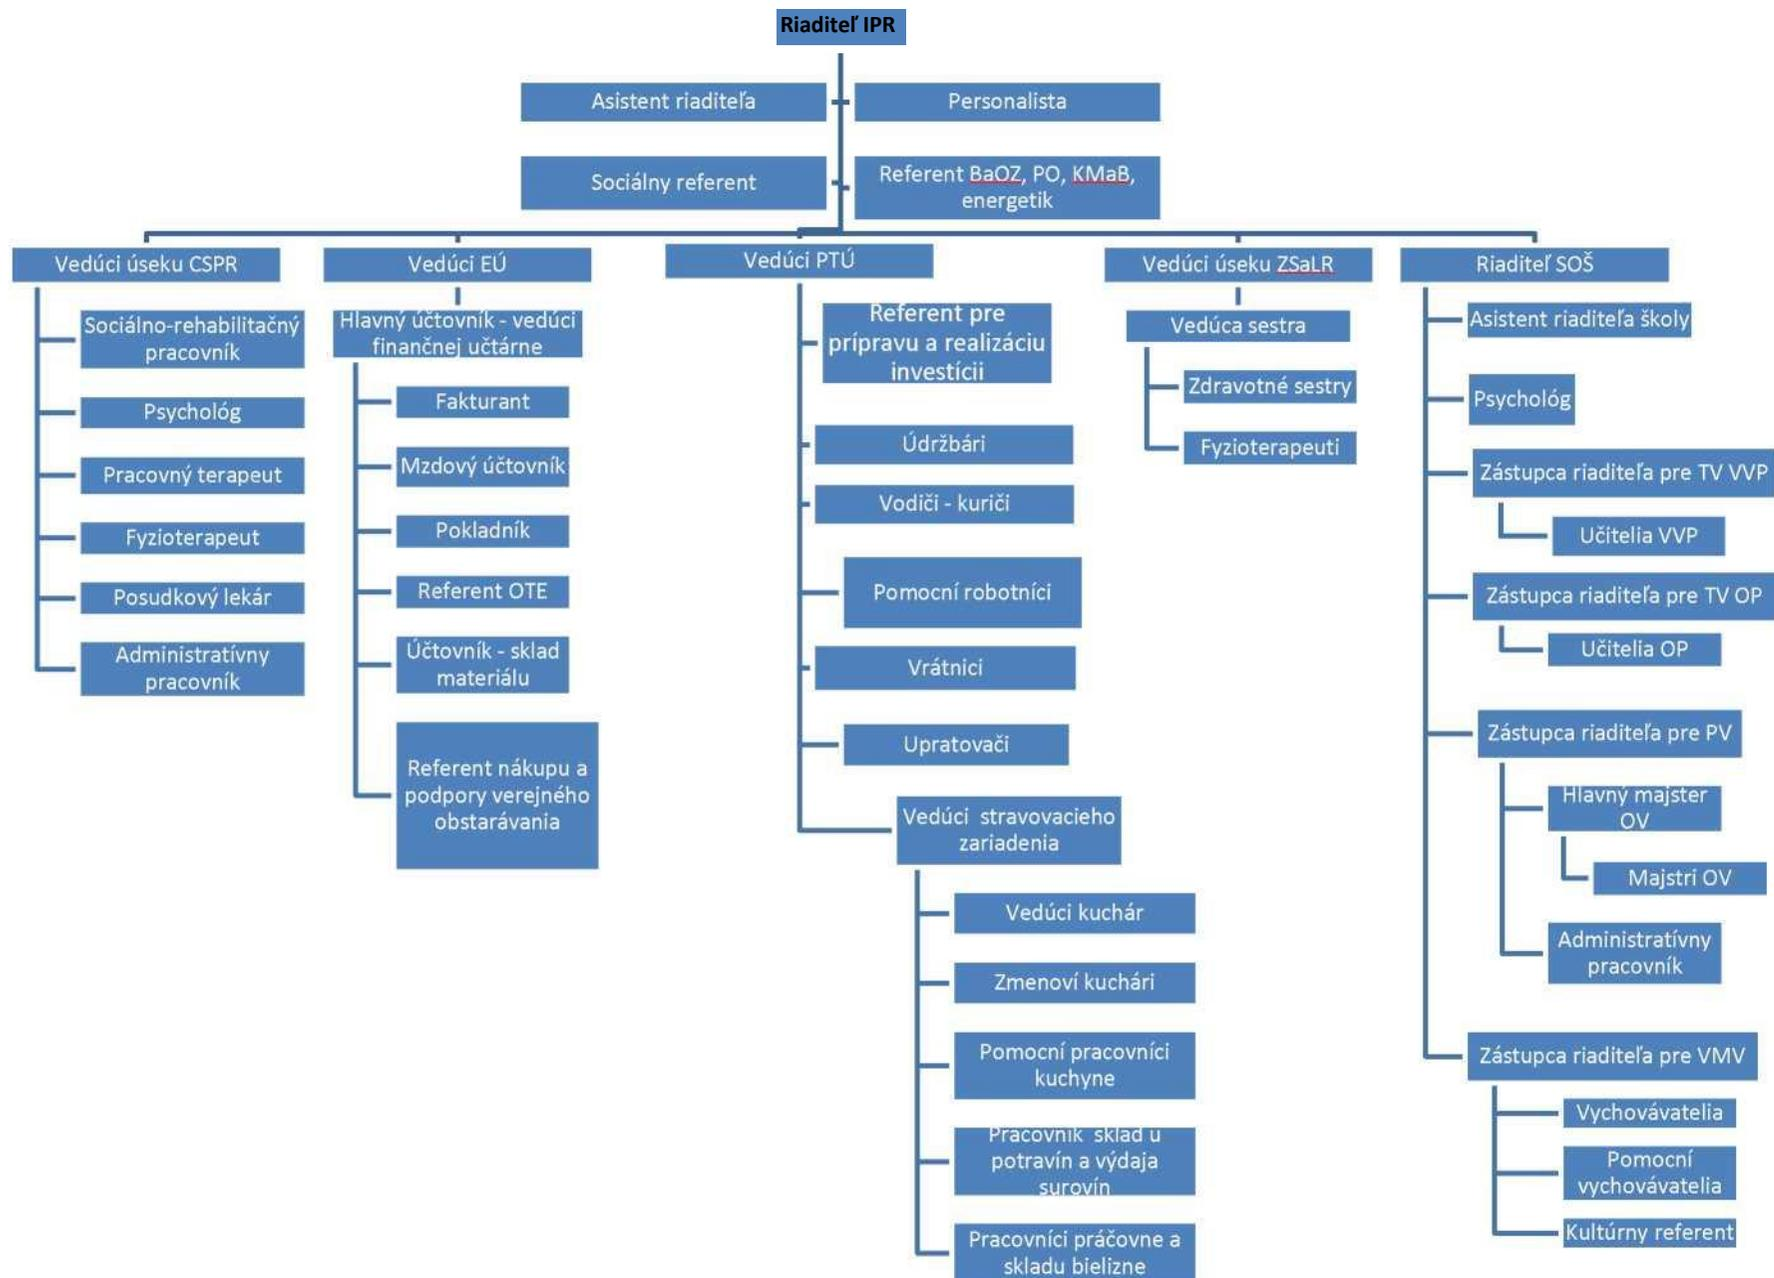 Riaditeľ IPR
Asistent riaditeľa
Personalista
Sociálny referent
Referent BaOZ, PO, KMaB,
energetik
Vedúci úseku CSPR
Sociálno-rehabilitačný
pracovník
Psychológ
Pracovný terapeut
Fyzioterapeut
Posudkový lekár
Administratívny
pracovník
Vedúci EÚ
Hlavný účtovník - vedúci
finančnej učtárne
Fakturant
Mzdový účtovník
Pokladník
Referent OTE
Účtovník - sklad
materiálu
Referent nákupu a
podpory verejného
obstarávania
Vedúci PTÚ
Referent pre
prípravu a realizáciu
investícii
Údržbári
Vodiči - kuriči
Pomocní robotníci
Vrátnici
Upratovači
Vedúci stravovacieho
zariadenia
Vedúci kuchár
Zmenoví kuchári
Pomocní pracovníci
kuchyne
Pracovník sklad u
potravín a výdaja
surovín
Pracovníci práčovne a
skladu bielizne
Vedúci úseku ZSaLR
Vedúca sestra
Zdravotné sestry
Fyzioterapeuti
Riaditeľ SOŠ
Asistent riaditeľa školy
Psychológ
Zástupca riaditeľa pre TV VVP
Učitelia VVP
Zástupca riaditeľa pre TV OP
Učitelia OP
Zástupca riaditeľa pre PV
Hlavný majster
OV
Majstri OV
Administratívny
pracovník
Zástupca riaditeľa pre VMV
Vychovávatelia
Pomocní
vychovávatelia
Kultúrny referent